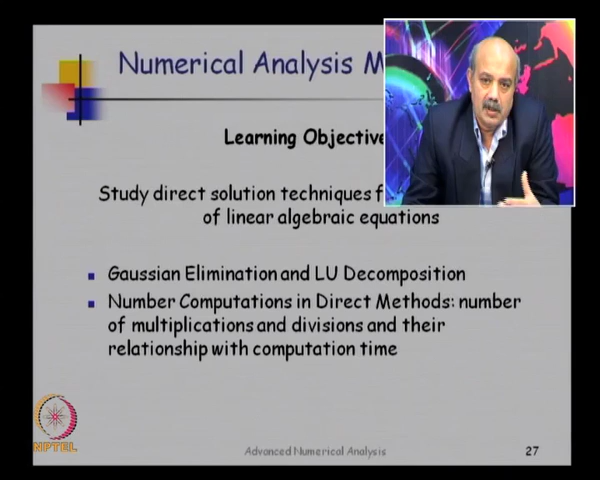 Numerical Analysis M
Learning Objective
Study direct solution techniques f
of linear algebraic equations
Gaussian Elimination and LU Decomposition
Number Computations in Direct Methods: number
of multiplications and divisions and their
relationship with computation time
NPTEL
Advanced Numerical Analysis
27